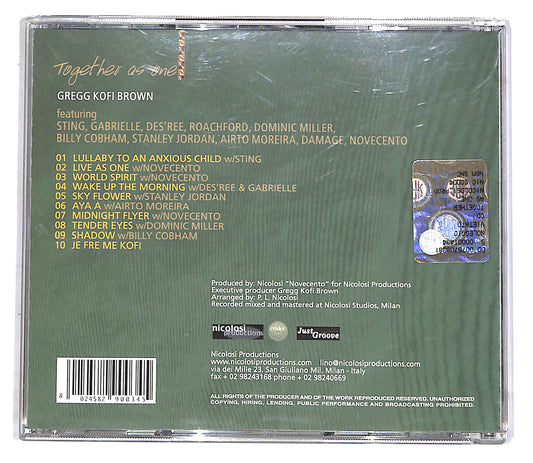 Together as one
GREGG KOFI BROWN
featuring
STING, GABRIELLE, DES'REE, ROACHFORD, DOMINIC MILLER,
BILLY COBHAM, STANLEY JORDAN, AIRTO MOREIRA, DAMAGE, NOVECENTO
01 LULLABY TO AN ANXIOUS CHILD w/STING
02 LIVE AS ONE w/NOVECENTO
03 WORLD SPIRIT w/NOVECENTO
04 WAKE UP THE MORNING w/DES'REE & GABRIELLE
05 SKY FLOWER w/STANLEY JORDAN
06 AYA A w/AIRTO MOREIRA
07 MIDNIGHT FLYER w/NOVECENTO
08 TENDER EYES w/DOMINIC MILLER
09 SHADOW w/BILLY COBHAM
10 JE FRE ME KOFI
Produced by: Nicolosi "Novecento" for Nicolosi Productions
Executive producer Gregg Kofi Brown
Arranged by: P. L. Nicolosi
Recorded mixed and mastered at Nicolosi Studios, Milan
nicolosi
productions
Just Groove
Nicolosi Productions
www.nicolosiproductions.com lino@nicolosiproductions.com
via dei Mille 23, San Giuliano Mil, Milan - Italy
fax + 02 98243168 phone + 02 98240669
8 024582 900345
ALL RIGHTS OF THE PRODUCER AND OF THE WORK REPRODUCED RESERVED. UNAUTHORIZED
COPYING, HIRING, LENDING, PUBLIC PERFORMANCE AND BROADCASTING PROHIBITED.